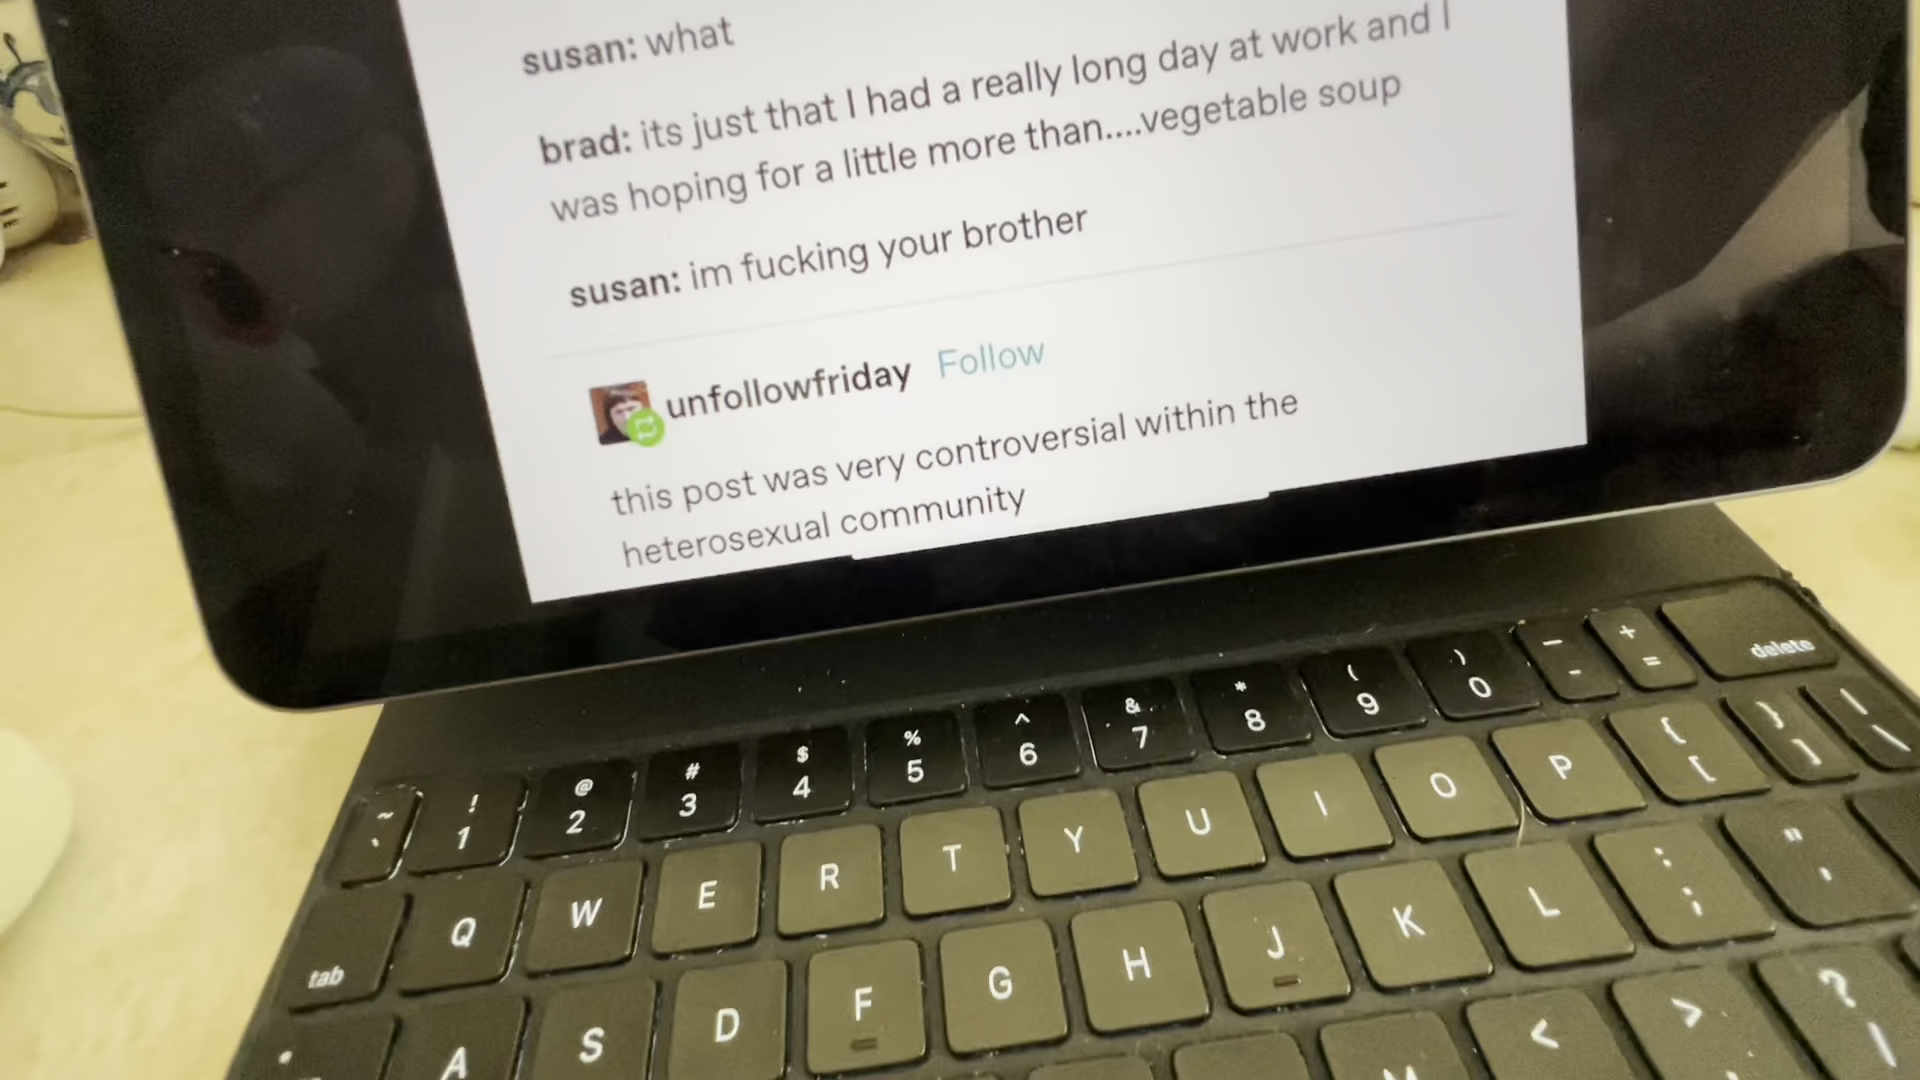 susan: what
brad: its just that I had a really long day at work and I
was hoping for a little more than....vegetable soup
susan: im fucking your brother
unfollowfriday Follow
this post was very controversial within the
heterosexual community
~ ! @ # $ % ^ & * ( ) — +
` 1 2 3 4 5 6 7 8 9 0 - = delete
tab Q W E R T Y U I O P { [ } ] | \
A S D F G H J K L : ; " '
M < > ? /